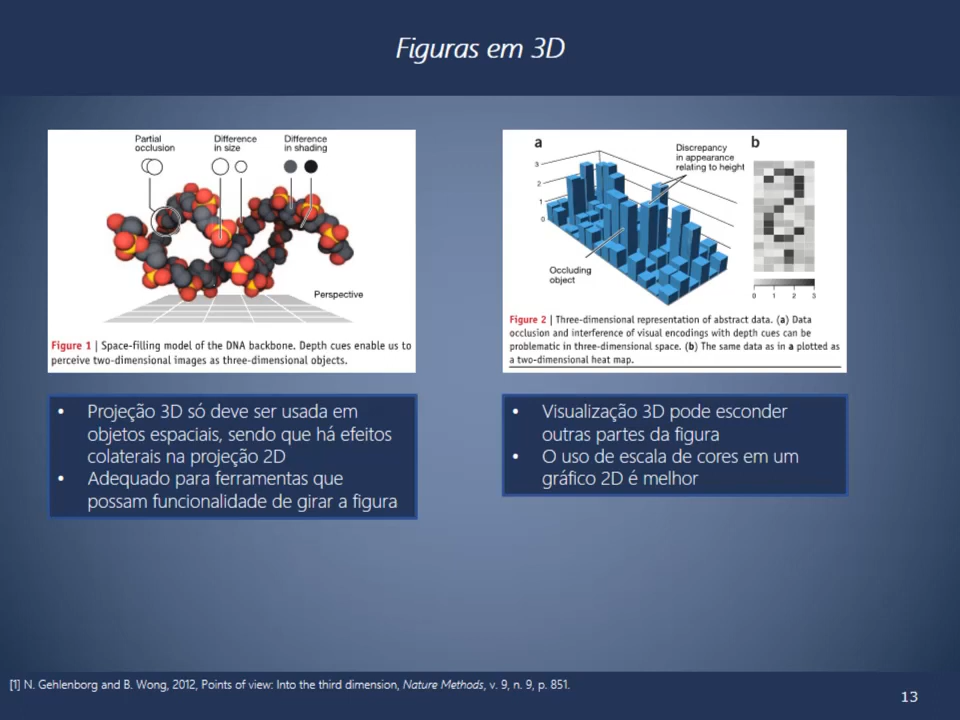 Figuras em 3D
Partial
occlusion
Difference
in size
Difference
in shading
Perspective
Figure 1 | Space-filling model of the DNA backbone. Depth cues enable us to
perceive two-dimensional images as three-dimensional objects.
a
Discrepancy
in appearance
relating to height
b
3
2
1
0
3
2
1
0
Occluding
object
0 1 2 3
Figure 2 | Three-dimensional representation of abstract data. (a) Data
occlusion and interference of visual encodings with depth cues can be
problematic in three-dimensional space. (b) The same data as in a plotted as
a two-dimensional heat map.
• Projeção 3D só deve ser usada em
objetos espaciais, sendo que há efeitos
colaterais na projeção 2D
• Adequado para ferramentas que
possam funcionalidade de girar a figura
• Visualização 3D pode esconder
outras partes da figura
• O uso de escala de cores em um
gráfico 2D é melhor
[1] N. Gehlenborg and B. Wong, 2012, Points of view: Into the third dimension, Nature Methods, v. 9, n. 9, p. 851.
13